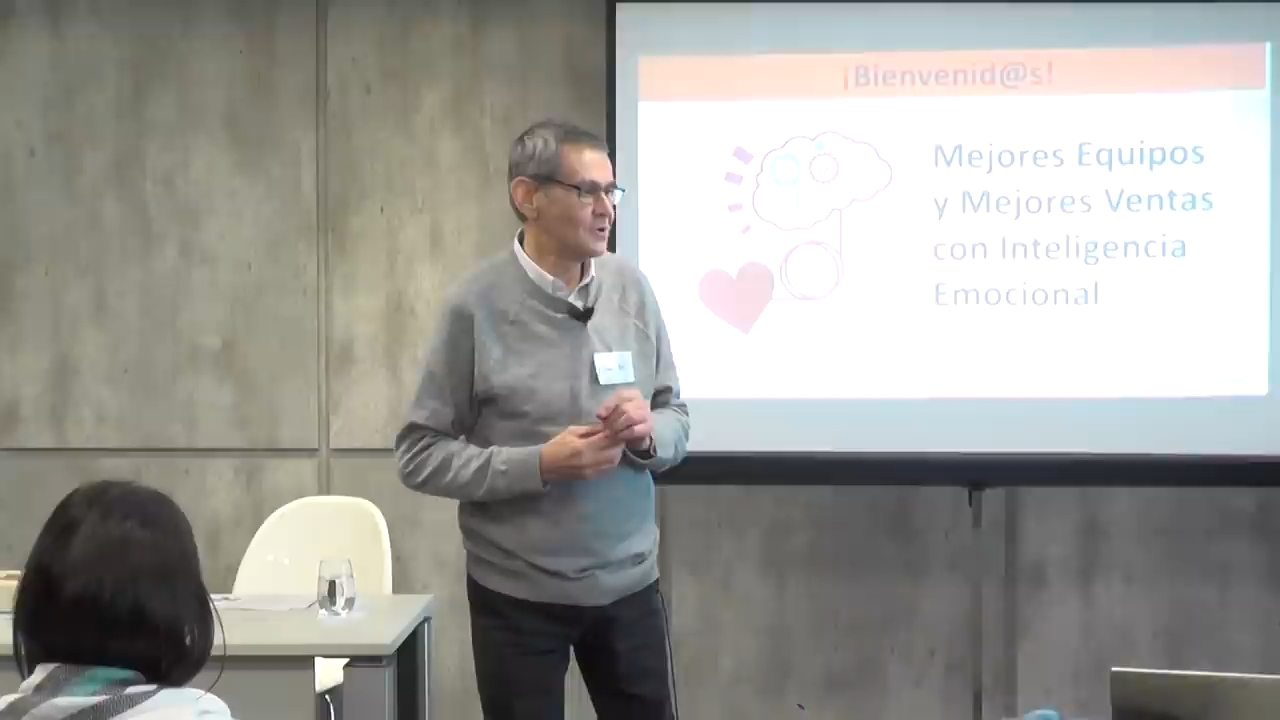 ¡Bienvenid@s!
Mejores Equipos
y Mejores Ventas
con Inteligencia
Emocional